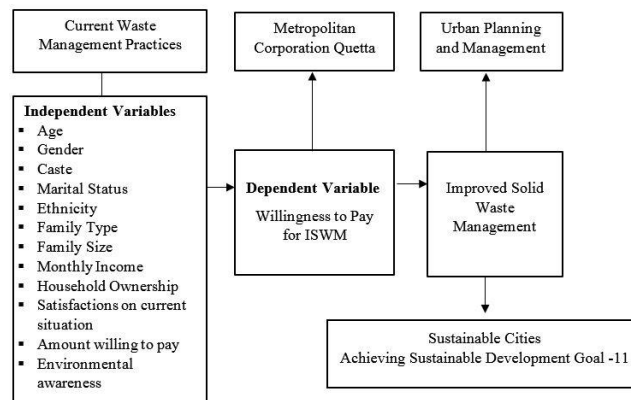 Current Waste
Management Practices
Metropolitan
Corporation Quetta
Urban Planning
and Management
Independent Variables
▪ Age
▪ Gender
▪ Caste
▪ Marital Status
▪ Ethnicity
▪ Family Type
▪ Family Size
▪ Monthly Income
▪ Household Ownership
▪ Satisfactions on current
situation
▪ Amount willing to pay
▪ Environmental
awareness
Dependent Variable
Willingness to Pay
for ISWM
Improved Solid
Waste
Management
Sustainable Cities
Achieving Sustainable Development Goal -11